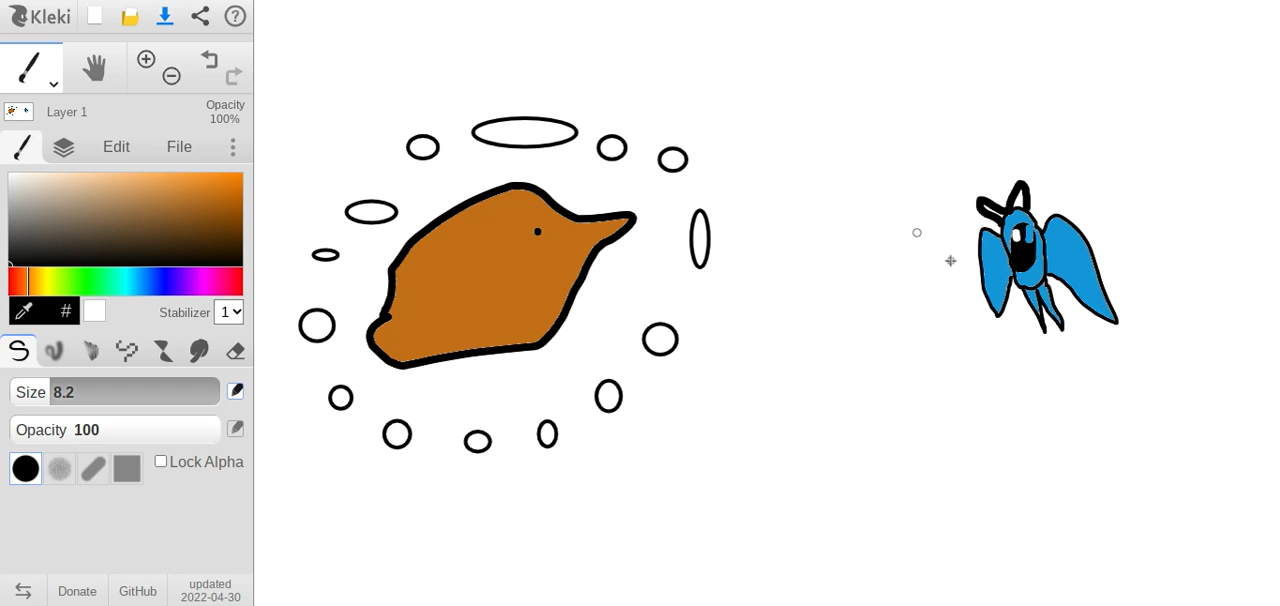 Kleki
?
Layer 1
Opacity
100%
Edit
File
#
Stabilizer 1
Size 8.2
Opacity 100
Lock Alpha
Donate
GitHub
updated
2022-04-30